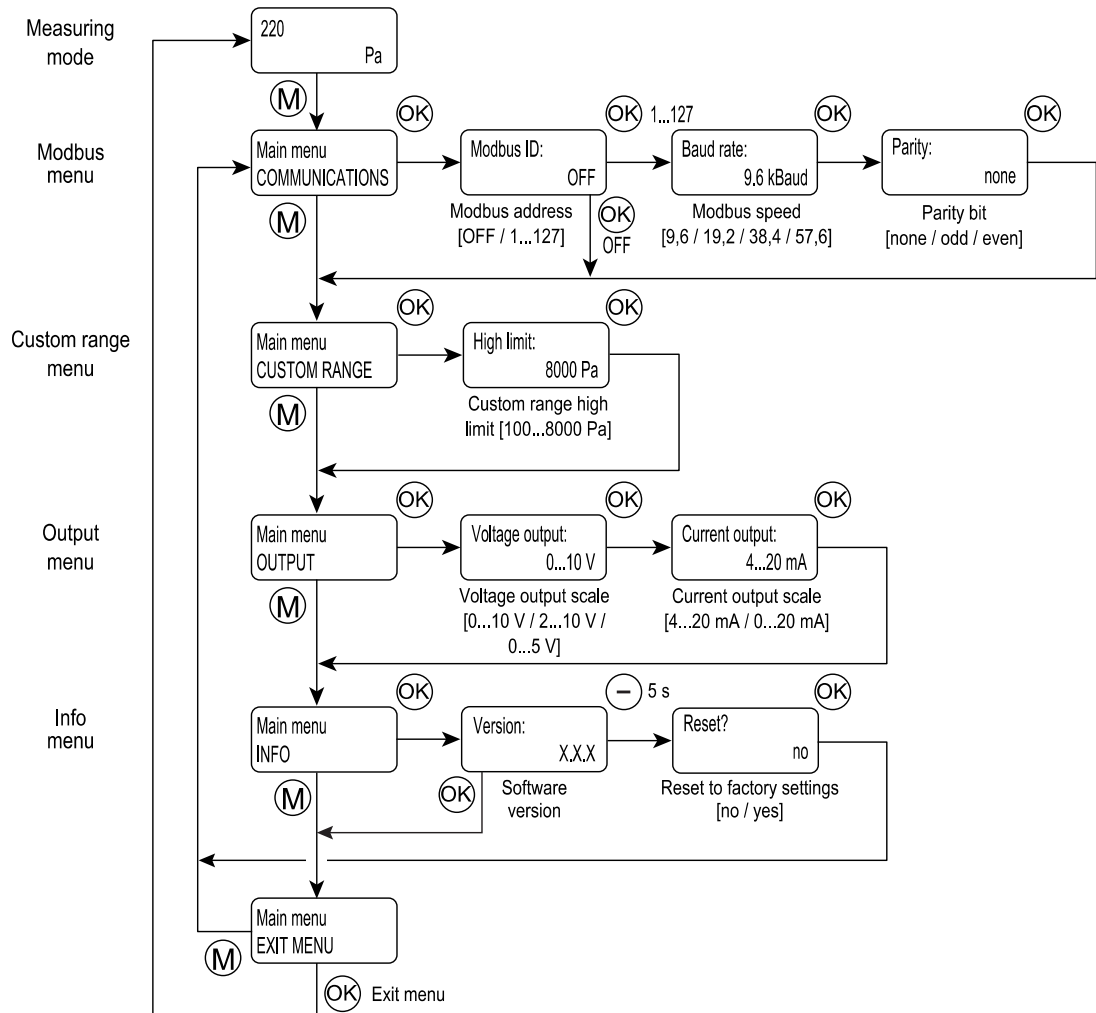 Measuring
mode
220
Pa
M
OK
OK 1...127
OK
OK
Modbus
menu
Main menu
COMMUNICATIONS
Modbus ID:
OFF
Baud rate:
9.6 kBaud
Parity:
none
M
Modbus address
[OFF / 1...127]
OK
OFF
Modbus speed
[9,6 / 19,2 / 38,4 / 57,6]
Parity bit
[none / odd / even]
OK
OK
Custom range
menu
Main menu
CUSTOM RANGE
High limit:
8000 Pa
M
Custom range high
limit [100...8000 Pa]
OK
OK
OK
Output
menu
Main menu
OUTPUT
Voltage output:
0...10 V
Current output:
4...20 mA
M
Voltage output scale
[0...10 V / 2...10 V /
0...5 V]
Current output scale
[4...20 mA / 0...20 mA]
OK
− 5 s
OK
Info
menu
Main menu
INFO
Version:
X.X.X
Reset?
no
M
OK
Software
version
Reset to factory settings
[no / yes]
Main menu
EXIT MENU
M
OK Exit menu